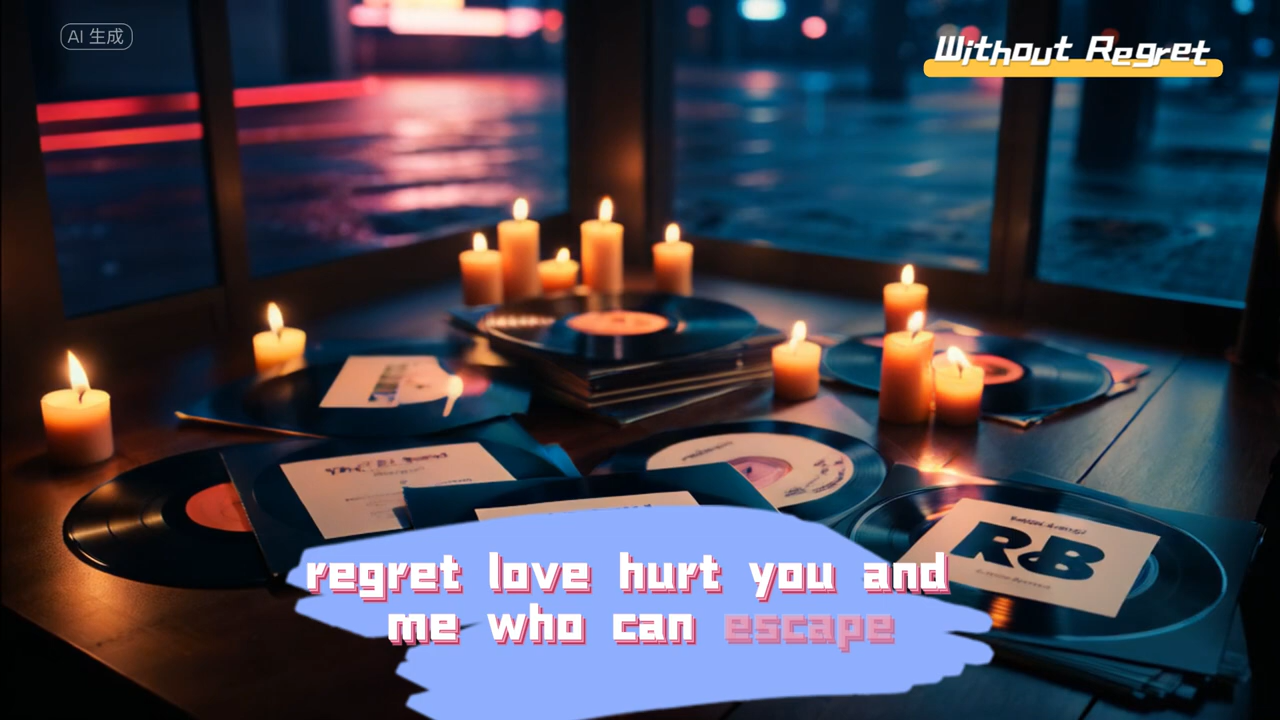 AI 生成
Without Regret
RB
regret love hurt you and
me who can escape